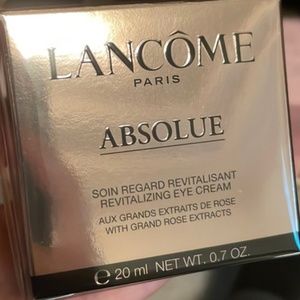 LANCÔME
PARIS
ABSOLUE
SOIN REGARD REVITALISANT
REVITALIZING EYE CREAM
AUX GRANDS EXTRAITS DE ROSE
WITH GRAND ROSE EXTRACTS
℮ 20 ml NET WT. 0.7 OZ.